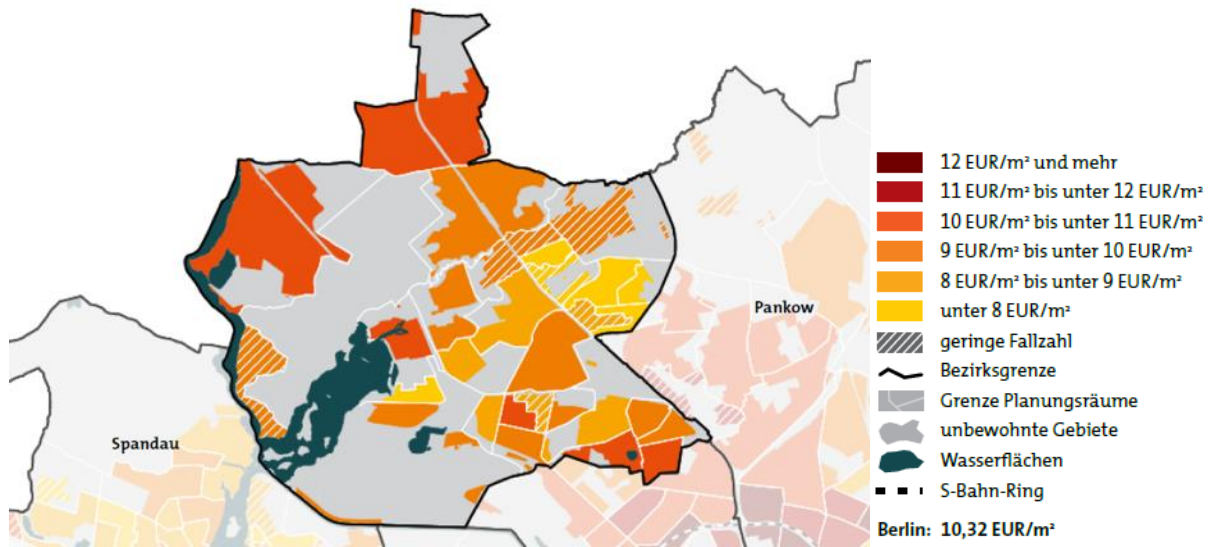 Pankow
Spandau
12 EUR/m² und mehr
11 EUR/m² bis unter 12 EUR/m²
10 EUR/m² bis unter 11 EUR/m²
9 EUR/m² bis unter 10 EUR/m²
8 EUR/m² bis unter 9 EUR/m²
unter 8 EUR/m²
geringe Fallzahl
Bezirksgrenze
Grenze Planungsräume
unbewohnte Gebiete
Wasserflächen
S-Bahn-Ring
Berlin: 10,32 EUR/m²